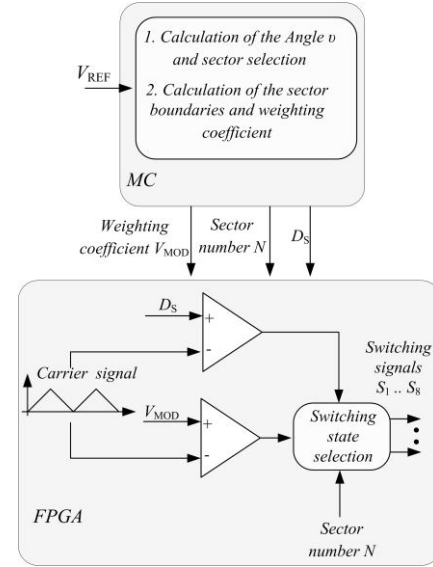 1. Calculation of the Angle υ
and sector selection
2. Calculation of the sector
boundaries and weighting
coefficient
V_REF
MC
Weighting
coefficient V_MOD
Sector
number N
D_S
D_S
+
-
Carrier signal
V_MOD
+
-
Switching
signals
S_1 .. S_8
Switching
state
selection
FPGA
Sector
number N